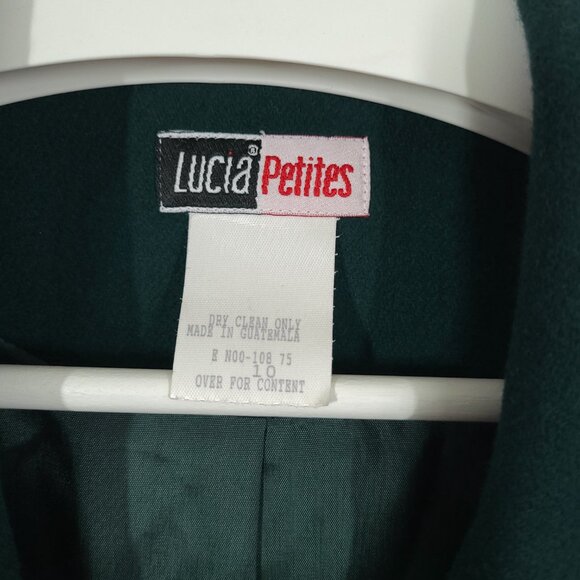 Lucia® Petites
DRY CLEAN ONLY
MADE IN GUATEMALA
E N00-108 75
10
OVER FOR CONTENT